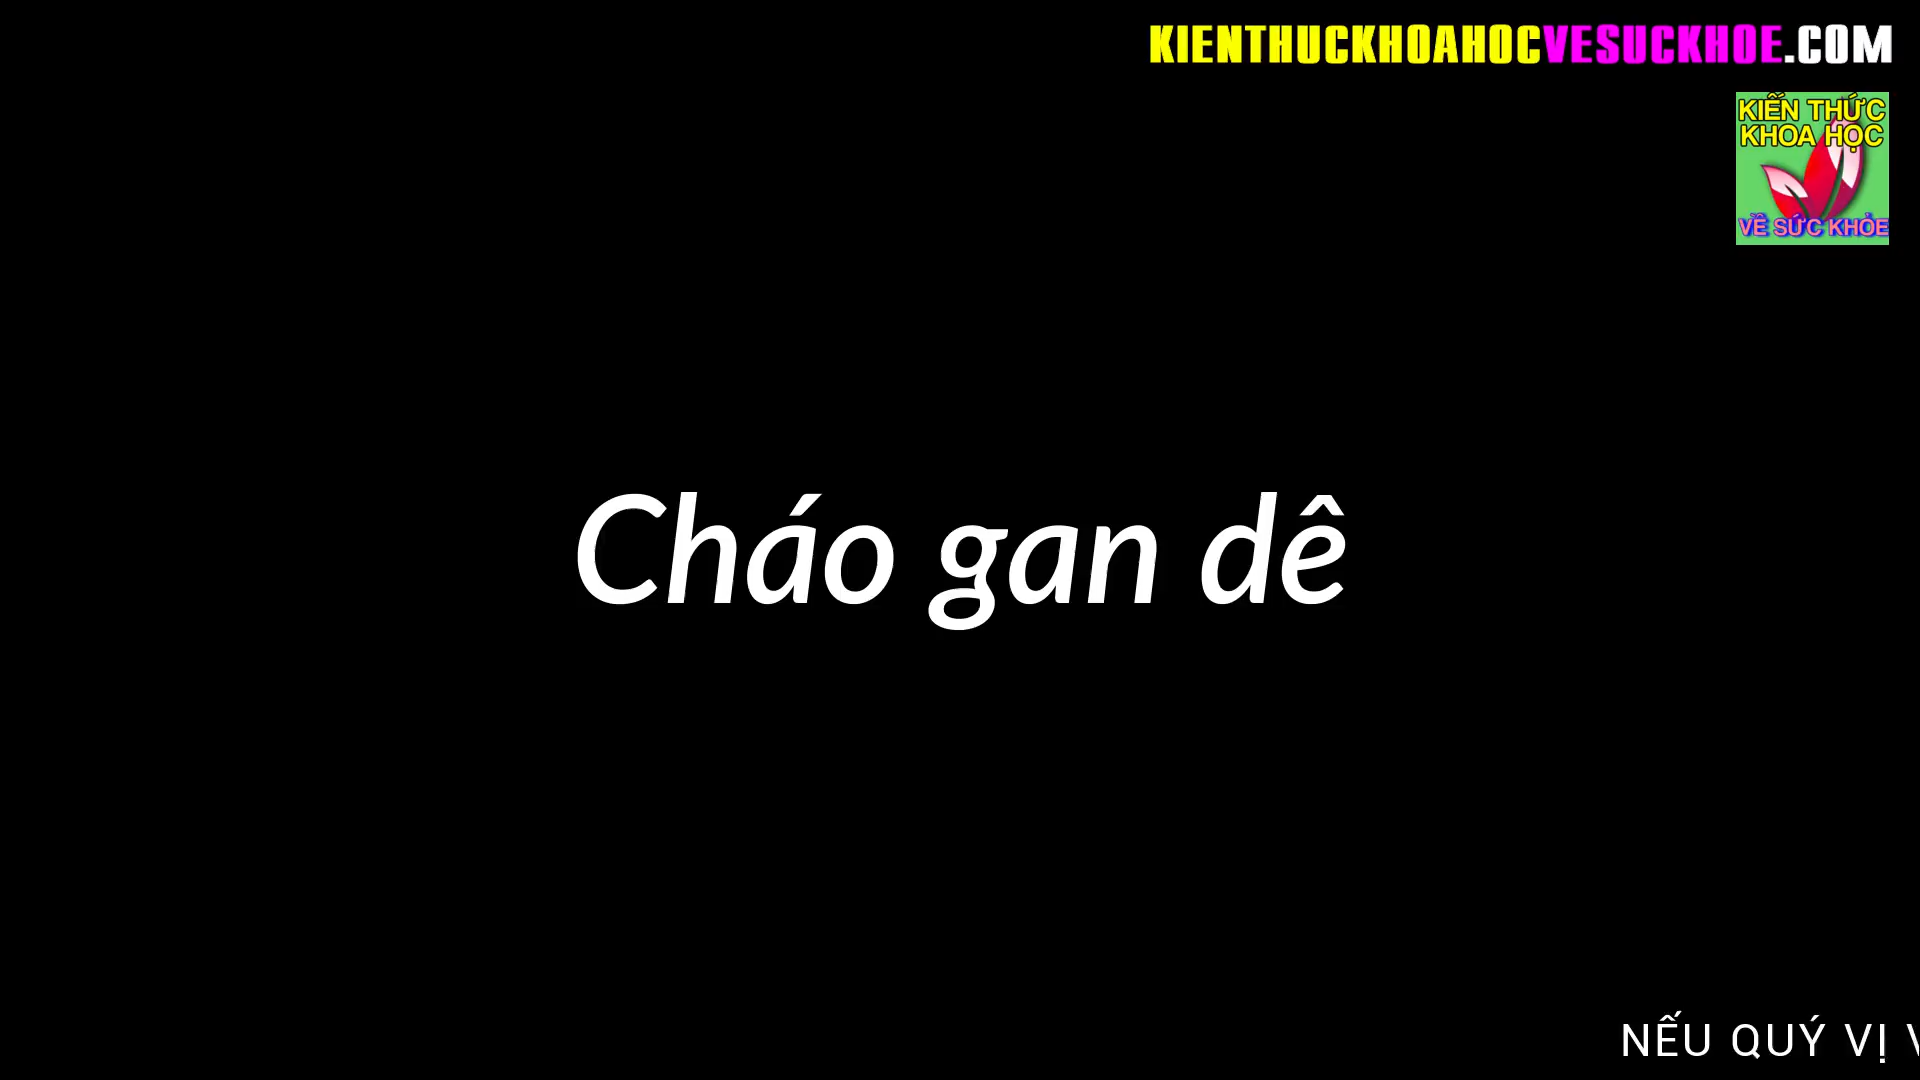 KIENTHUCKHOAHOCVESUCKHOE.COM
KIẾN THỨC
KHOA HỌC
VỀ SỨC KHỎE
Cháo gan dê
NẾU QUÝ VỊ